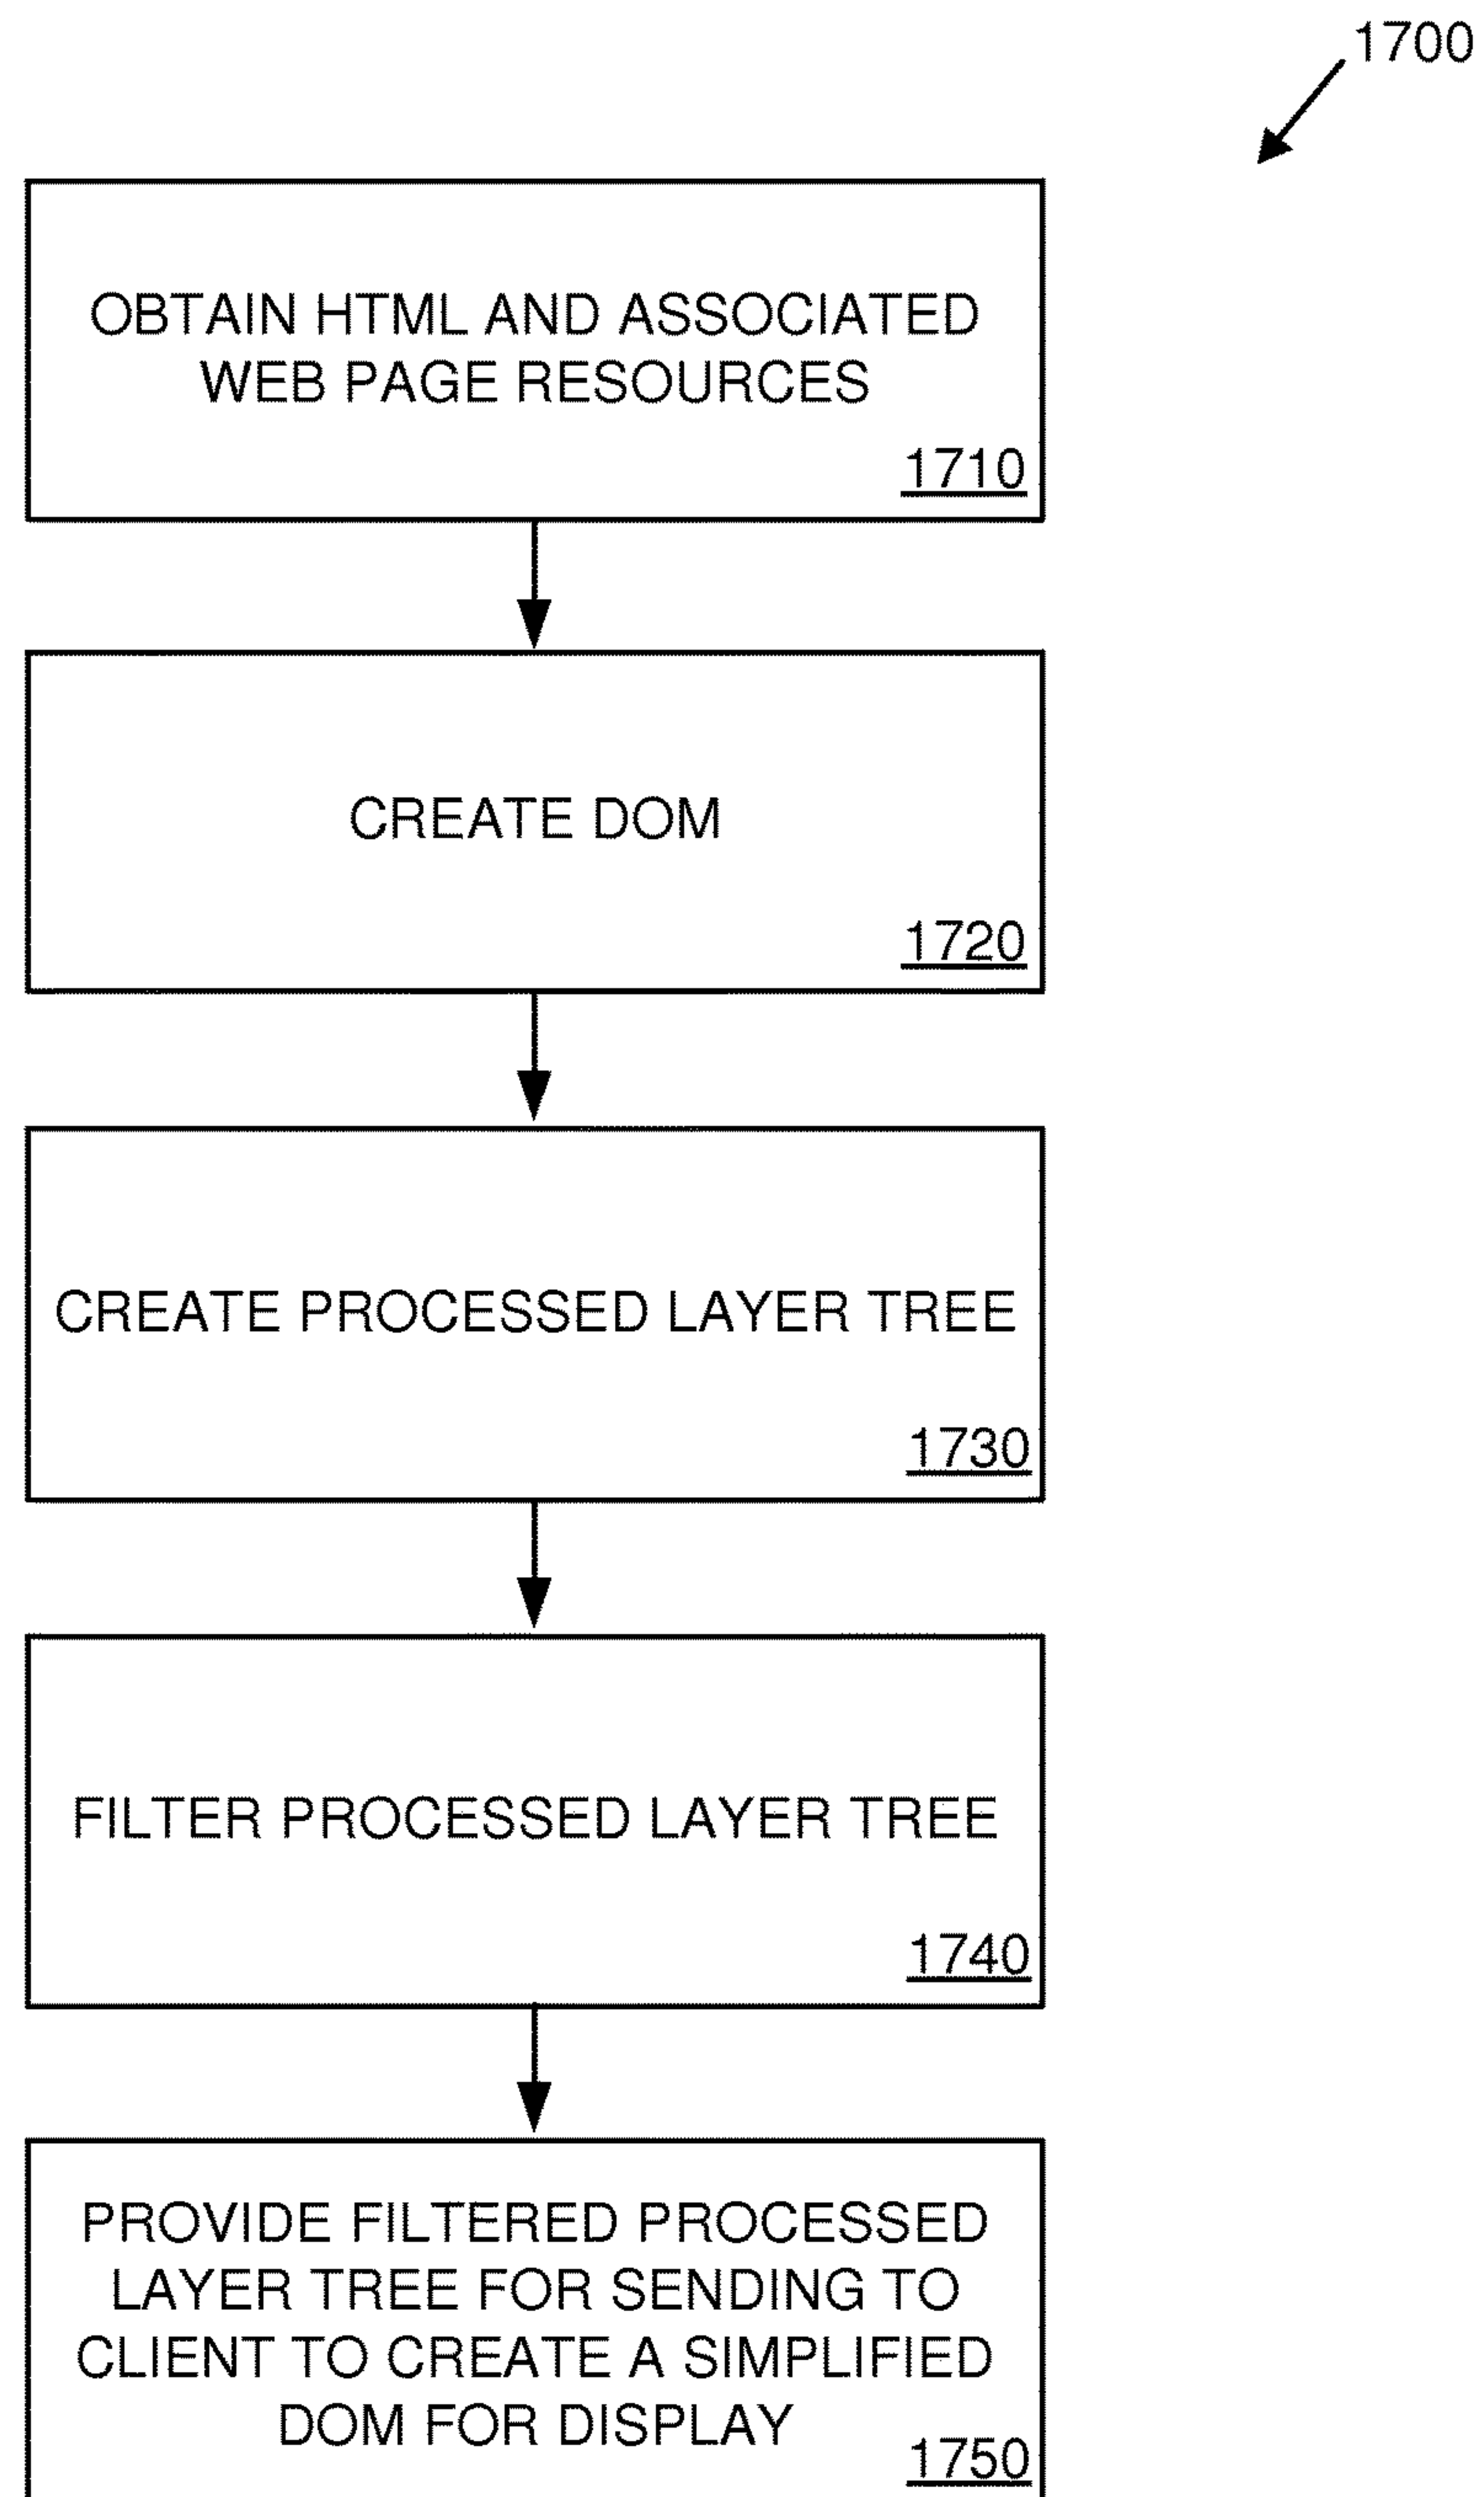 1700
OBTAIN HTML AND ASSOCIATED
WEB PAGE RESOURCES
1710
CREATE DOM
1720
CREATE PROCESSED LAYER TREE
1730
FILTER PROCESSED LAYER TREE
1740
PROVIDE FILTERED PROCESSED
LAYER TREE FOR SENDING TO
CLIENT TO CREATE A SIMPLIFIED
DOM FOR DISPLAY
1750